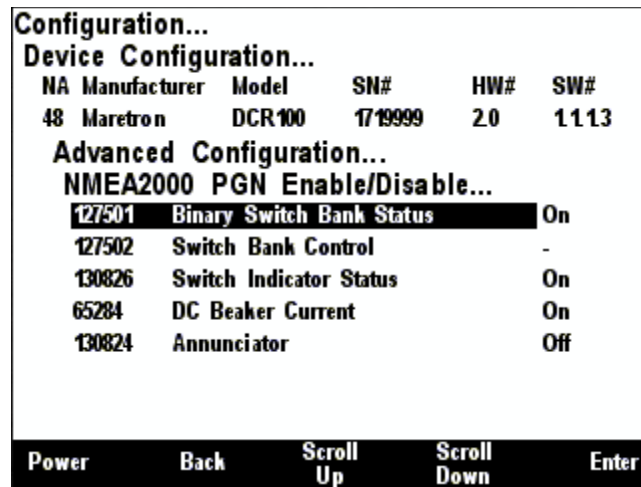 Configuration...
Device Configuration...
NA Manufacturer Model SN# HW# SW#
48 Maretron DCR100 1719999 2.0 1.1.1.3
Advanced Configuration...
NMEA2000 PGN Enable/Disable...
127501 Binary Switch Bank Status On
127502 Switch Bank Control -
130826 Switch Indicator Status On
65284 DC Beaker Current On
130824 Annunciator Off
Power Back Scroll Up Scroll Down Enter